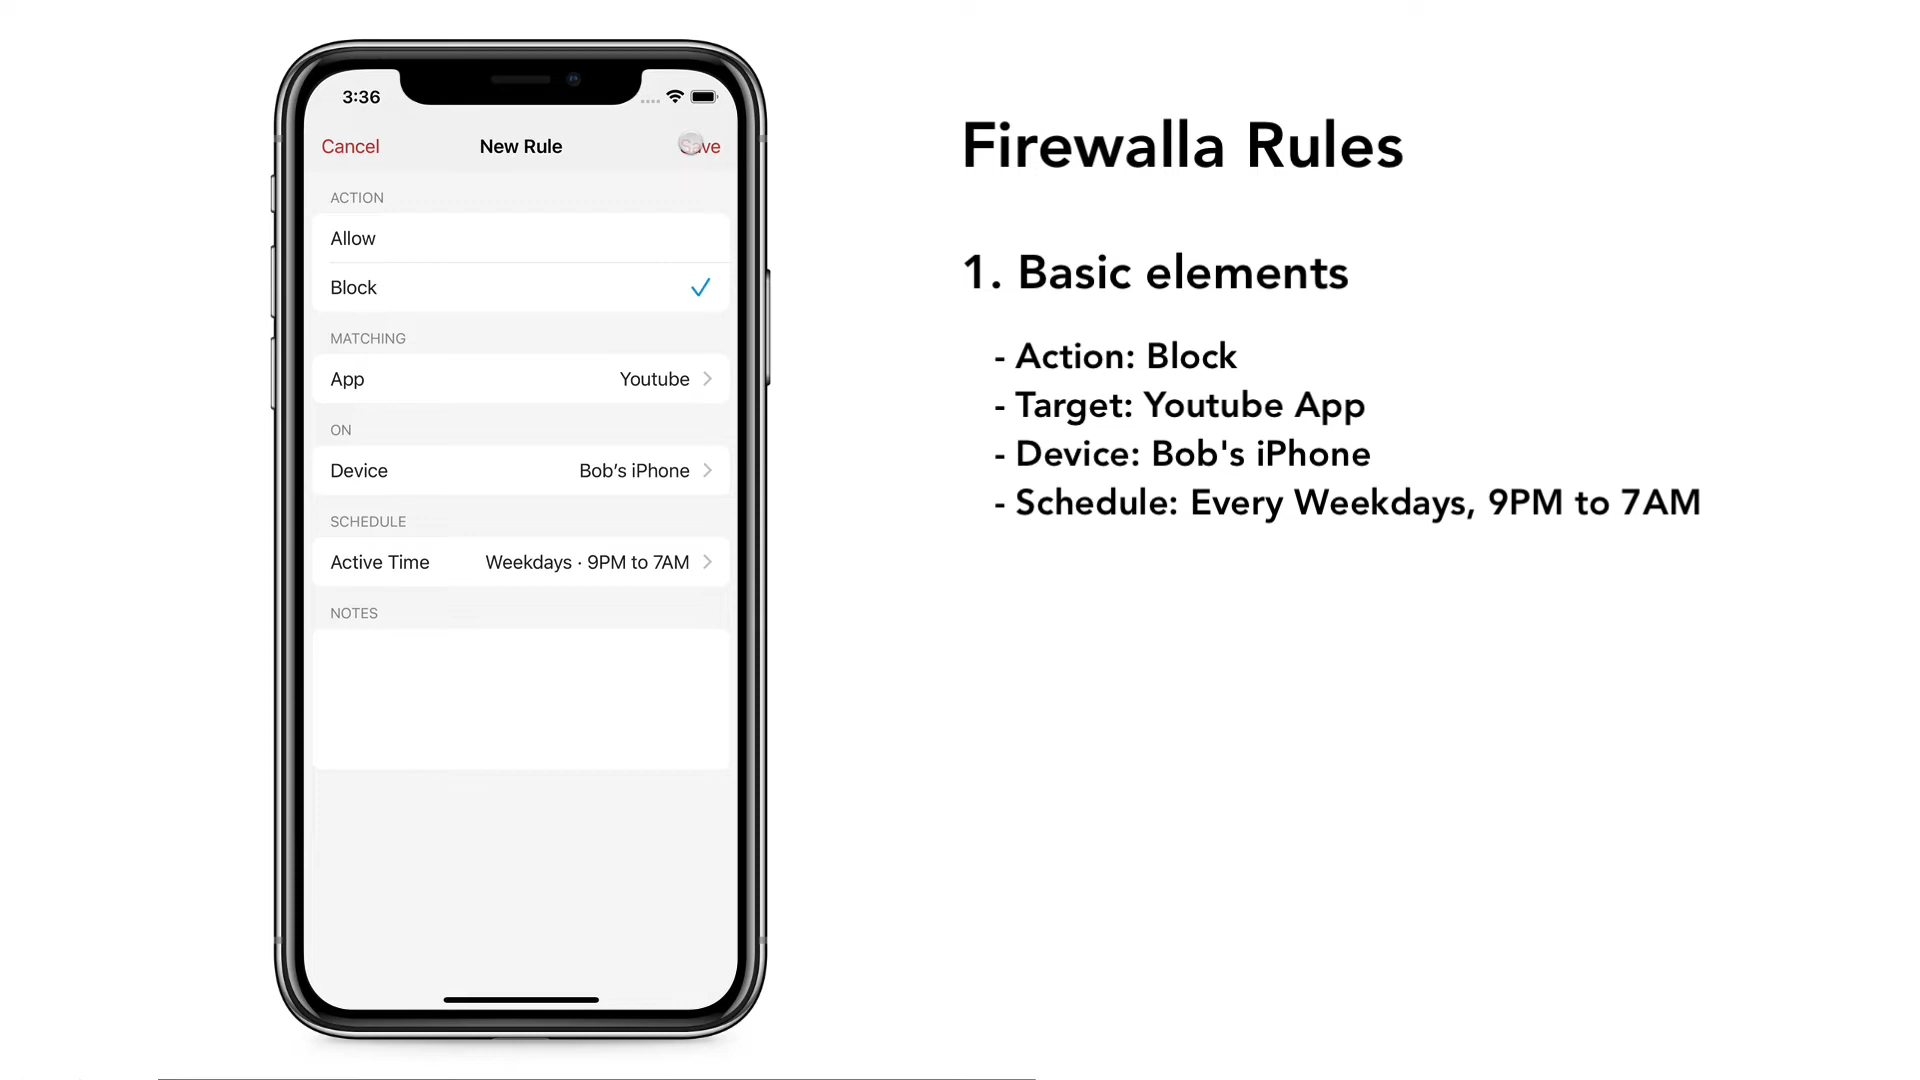 3:36
Cancel New Rule Save
ACTION
Allow
Block
MATCHING
App Youtube
ON
Device Bob’s iPhone
SCHEDULE
Active Time Weekdays · 9PM to 7AM
NOTES
Firewalla Rules
1. Basic elements
- Action: Block
- Target: Youtube App
- Device: Bob's iPhone
- Schedule: Every Weekdays, 9PM to 7AM